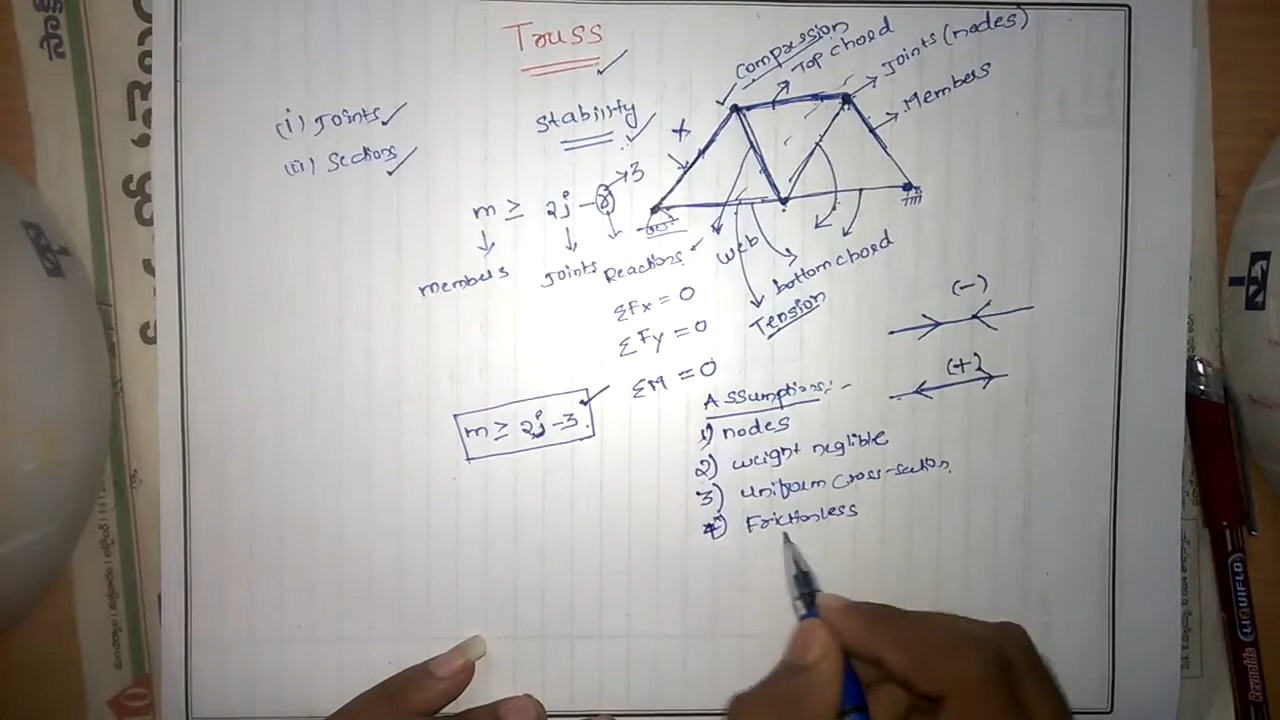 Truss
(i) Joints
(ii) Sections
stability
m ≥ 2j - r
3
members
Joints
Reactions
ΣFx = 0
ΣFy = 0
ΣM = 0
m ≥ 2j - 3.
Compression
Top chord
Joints (nodes)
Members
Web
bottom chord
Tension
(-)
(+)
Assumptions:-
1) nodes
2) weight neglible
3) uniform cross-section
4) Frictionless
Reynolds LIQUIFLO